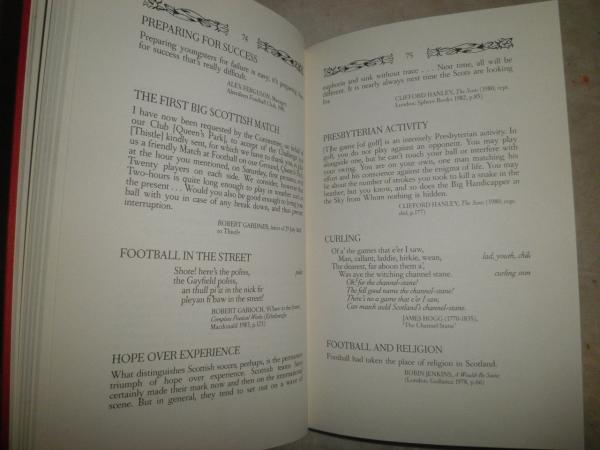 74
PREPARING FOR SUCCESS
Preparing youngsters for failure is easy, it's preparing them
for success that's really difficult.
ALEX FERGUSON, Manager,
Aberdeen Football Club,
THE FIRST BIG SCOTTISH MATCH
I have now been requested by the Committee, on behalf of
our Club [Queen's Park], to accept of the Challenge you
[Thistle] kindly sent, for which we have to thank you, to play
us a friendly Match at Football on our Ground, Queen's Park,
at the hour you mentioned, on Saturday, first prox.
Twenty players on each side. We consider, however, that
Two-hours is quite long enough to play in weather such as
the present . . . Would you also be good enough to bring your
ball with you in case of any break down, and thus prevent
interruption.
ROBERT GARDNER, letter of 29 July 1868
to Thistle
FOOTBALL IN THE STREET
Shote! here's the poliss,
the Gayfield poliss,
an thull pi'iz in the nick fir
pleyan fi'baw in the street!
ROBERT GARIOCH, 'Fi'baw in the Street',
Complete Poetical Works (Edinburgh:
Macdonald 1983, p.121)
HOPE OVER EXPERIENCE
What distinguishes Scottish soccer, perhaps, is the permanent
triumph of hope over experience. Scottish teams have
certainly made their mark now and then on the international
scene. But in general, they tend to set out on a wave of
75
euphoria and sink without trace . . . Next time, all will be
different. It is nearly always next time the Scots are looking
for.
CLIFFORD HANLEY, The Scots (1980; rept.
London: Sphere Books 1982, p.85)
PRESBYTERIAN ACTIVITY
[The game [of golf] is an intensely Presbyterian activity. In
golf, you do not play against an opponent. You may play
alongside one, but he can't touch your ball or interfere with
your swing. You are on your own, one man matching his
effort and his conscience against the enigma of life. You may
lie about the number of strokes you took to kill a snake in the
heather, but you know, and so does the Big Handicapper in
the Sky from Whom nothing is hidden.
CLIFFORD HANLEY, The Scots (1980; rept.
ibid, p.177)
CURLING
Of a' the games that e'er I saw,
Man, callant, laddie, birkie, wean, lad, youth, child
The dearest, far aboon them a',
Was aye the witching channel-stane. curling stone
Oh! for the channel-stane!
The fell good name the channel-stane!
There's no a game that e'er I saw,
Can match auld Scotland's channel-stane.
JAMES HOGG (1770-1835),
'The Channel Stane'
FOOTBALL AND RELIGION
Football had taken the place of religion in Scotland.
ROBIN JENKINS, A Would-Be Saint
(London: Gollancz 1978, p.66)